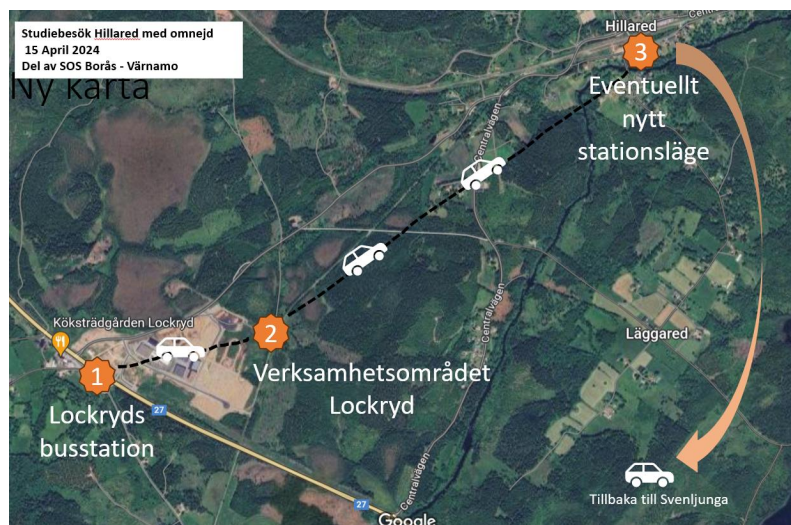 Studiebesök Hillared med omnejd
15 April 2024
Del av SOS Borås - Värnamo
Ny karta
Hillared
3
Eventuellt
nytt
stationsläge
Centralvägen
Köksträdgården Lockryd
2
Verksamhetsområdet
Lockryd
Centralvägen
Läggared
1
Lockryds
busstation
27
Centralvägen
27
Tillbaka till Svenljunga
Google